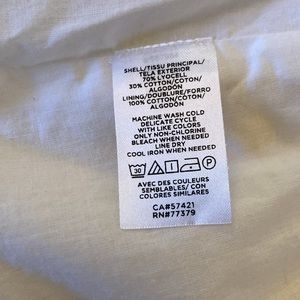 SHELL/TISSU PRINCIPAL/
TELA EXTERIOR
70% LYOCELL
30% COTTON/COTON/
ALGODÓN
LINING/DOUBLURE/FORRO
100% COTTON/COTON/
ALGODÓN
MACHINE WASH COLD
DELICATE CYCLE
WITH LIKE COLORS
ONLY NON-CHLORINE
BLEACH WHEN NEEDED
LINE DRY
COOL IRON WHEN NEEDED
30 P
AVEC DES COULEURS
SEMBLABLES/ CON
COLORES SIMILARES
CA#57421
RN#77379